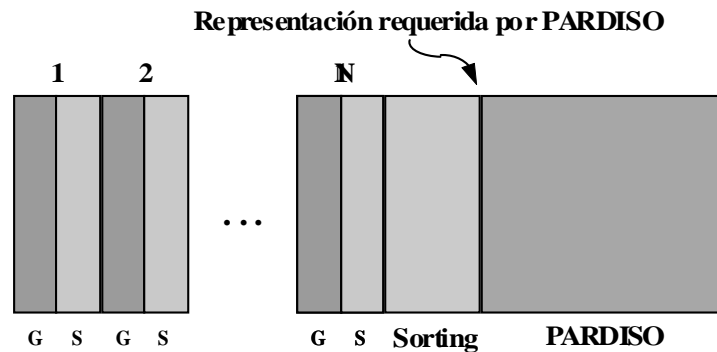 Representación requerida por PARDISO
1 2 N
...
G S G S G S Sorting PARDISO